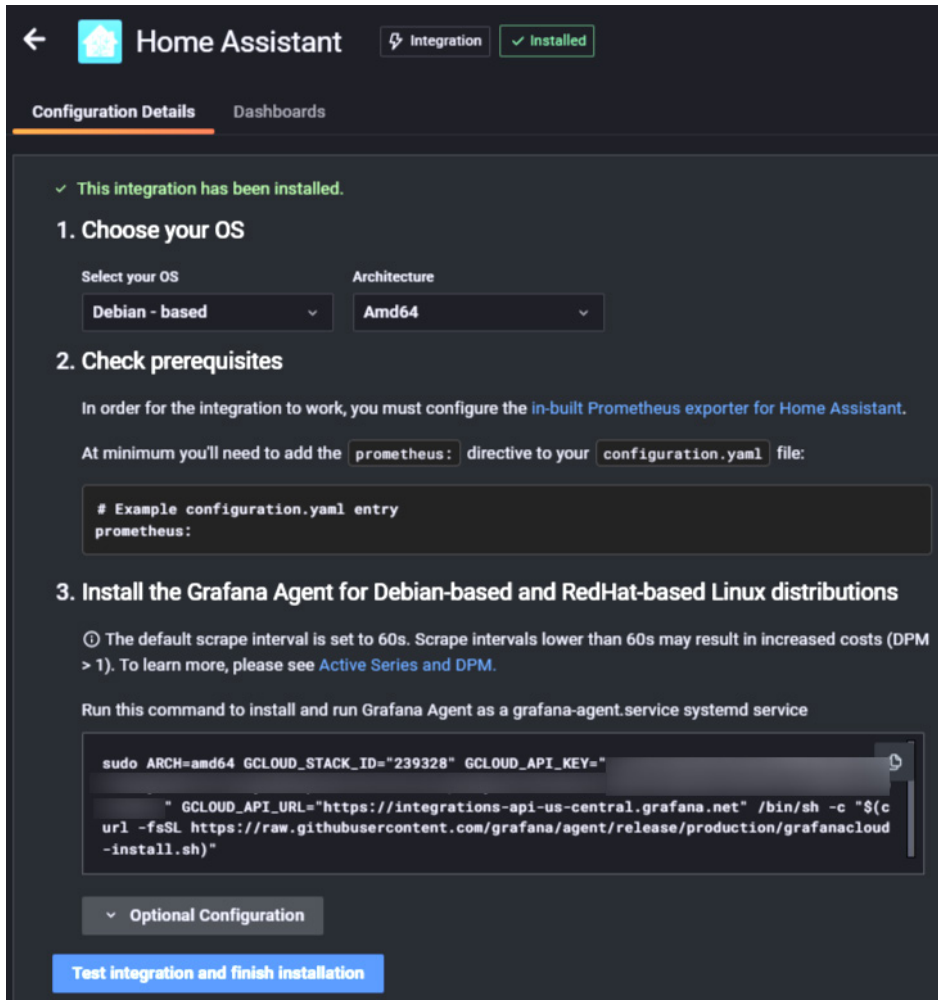 Home Assistant
Integration
Installed
Configuration Details
Dashboards
This integration has been installed.
1. Choose your OS
Select your OS
Architecture
Debian - based
Amd64
2. Check prerequisites
In order for the integration to work, you must configure the in-built Prometheus exporter for Home Assistant.
At minimum you'll need to add the prometheus: directive to your configuration.yaml file:
# Example configuration.yaml entry
prometheus:
3. Install the Grafana Agent for Debian-based and RedHat-based Linux distributions
The default scrape interval is set to 60s. Scrape intervals lower than 60s may result in increased costs (DPM
> 1). To learn more, please see Active Series and DPM.
Run this command to install and run Grafana Agent as a grafana-agent.service systemd service
sudo ARCH=amd64 GCLOUD_STACK_ID="239328" GCLOUD_API_KEY="
" GCLOUD_API_URL="https://integrations-api-us-central.grafana.net" /bin/sh -c "$(c
url -fsSL https://raw.githubusercontent.com/grafana/agent/release/production/grafanacloud
-install.sh)"
Optional Configuration
Test integration and finish installation